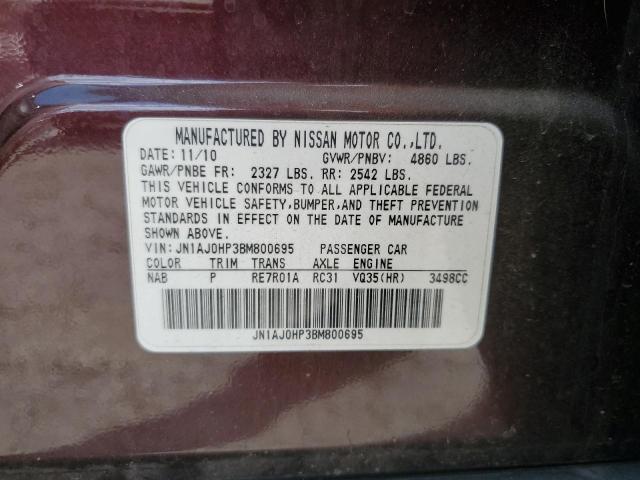 MANUFACTURED BY NISSAN MOTOR CO.,LTD.
DATE: 11/10 GVWR/PNBV: 4860 LBS.
GAWR/PNBE FR: 2327 LBS. RR: 2542 LBS.
THIS VEHICLE CONFORMS TO ALL APPLICABLE FEDERAL
MOTOR VEHICLE SAFETY,BUMPER,AND THEFT PREVENTION
STANDARDS IN EFFECT ON THE DATE OF MANUFACTURE
SHOWN ABOVE.
VIN: JN1AJ0HP3BM800695 PASSENGER CAR
COLOR TRIM TRANS AXLE ENGINE
NAB P RE7R01A RC31 VQ35(HR) 3498CC
JN1AJ0HP3BM800695